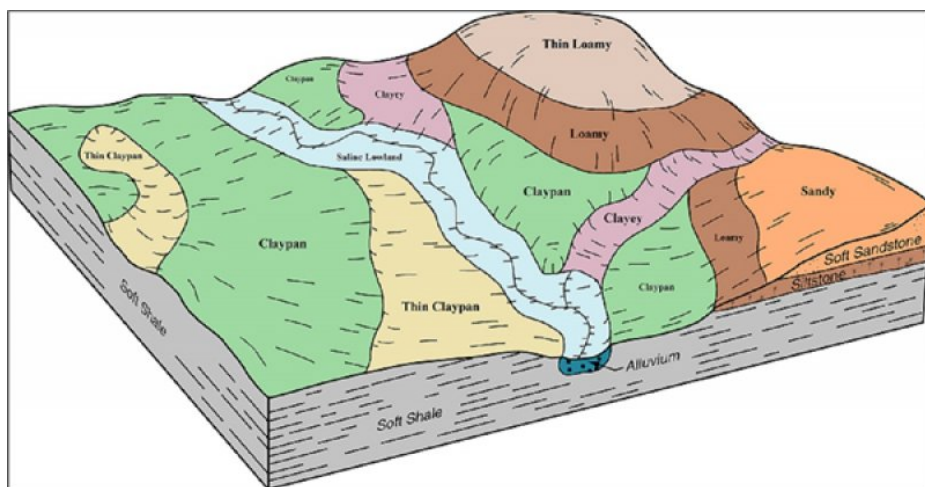 Thin Loamy
Claypan
Clayey
Loamy
Thin Claypan
Saline Lowland
Claypan
Sandy
Clayey
Claypan
Loamy
Soft Sandstone
Siltstone
Claypan
Thin Claypan
Soft Shale
Alluvium
Soft Shale